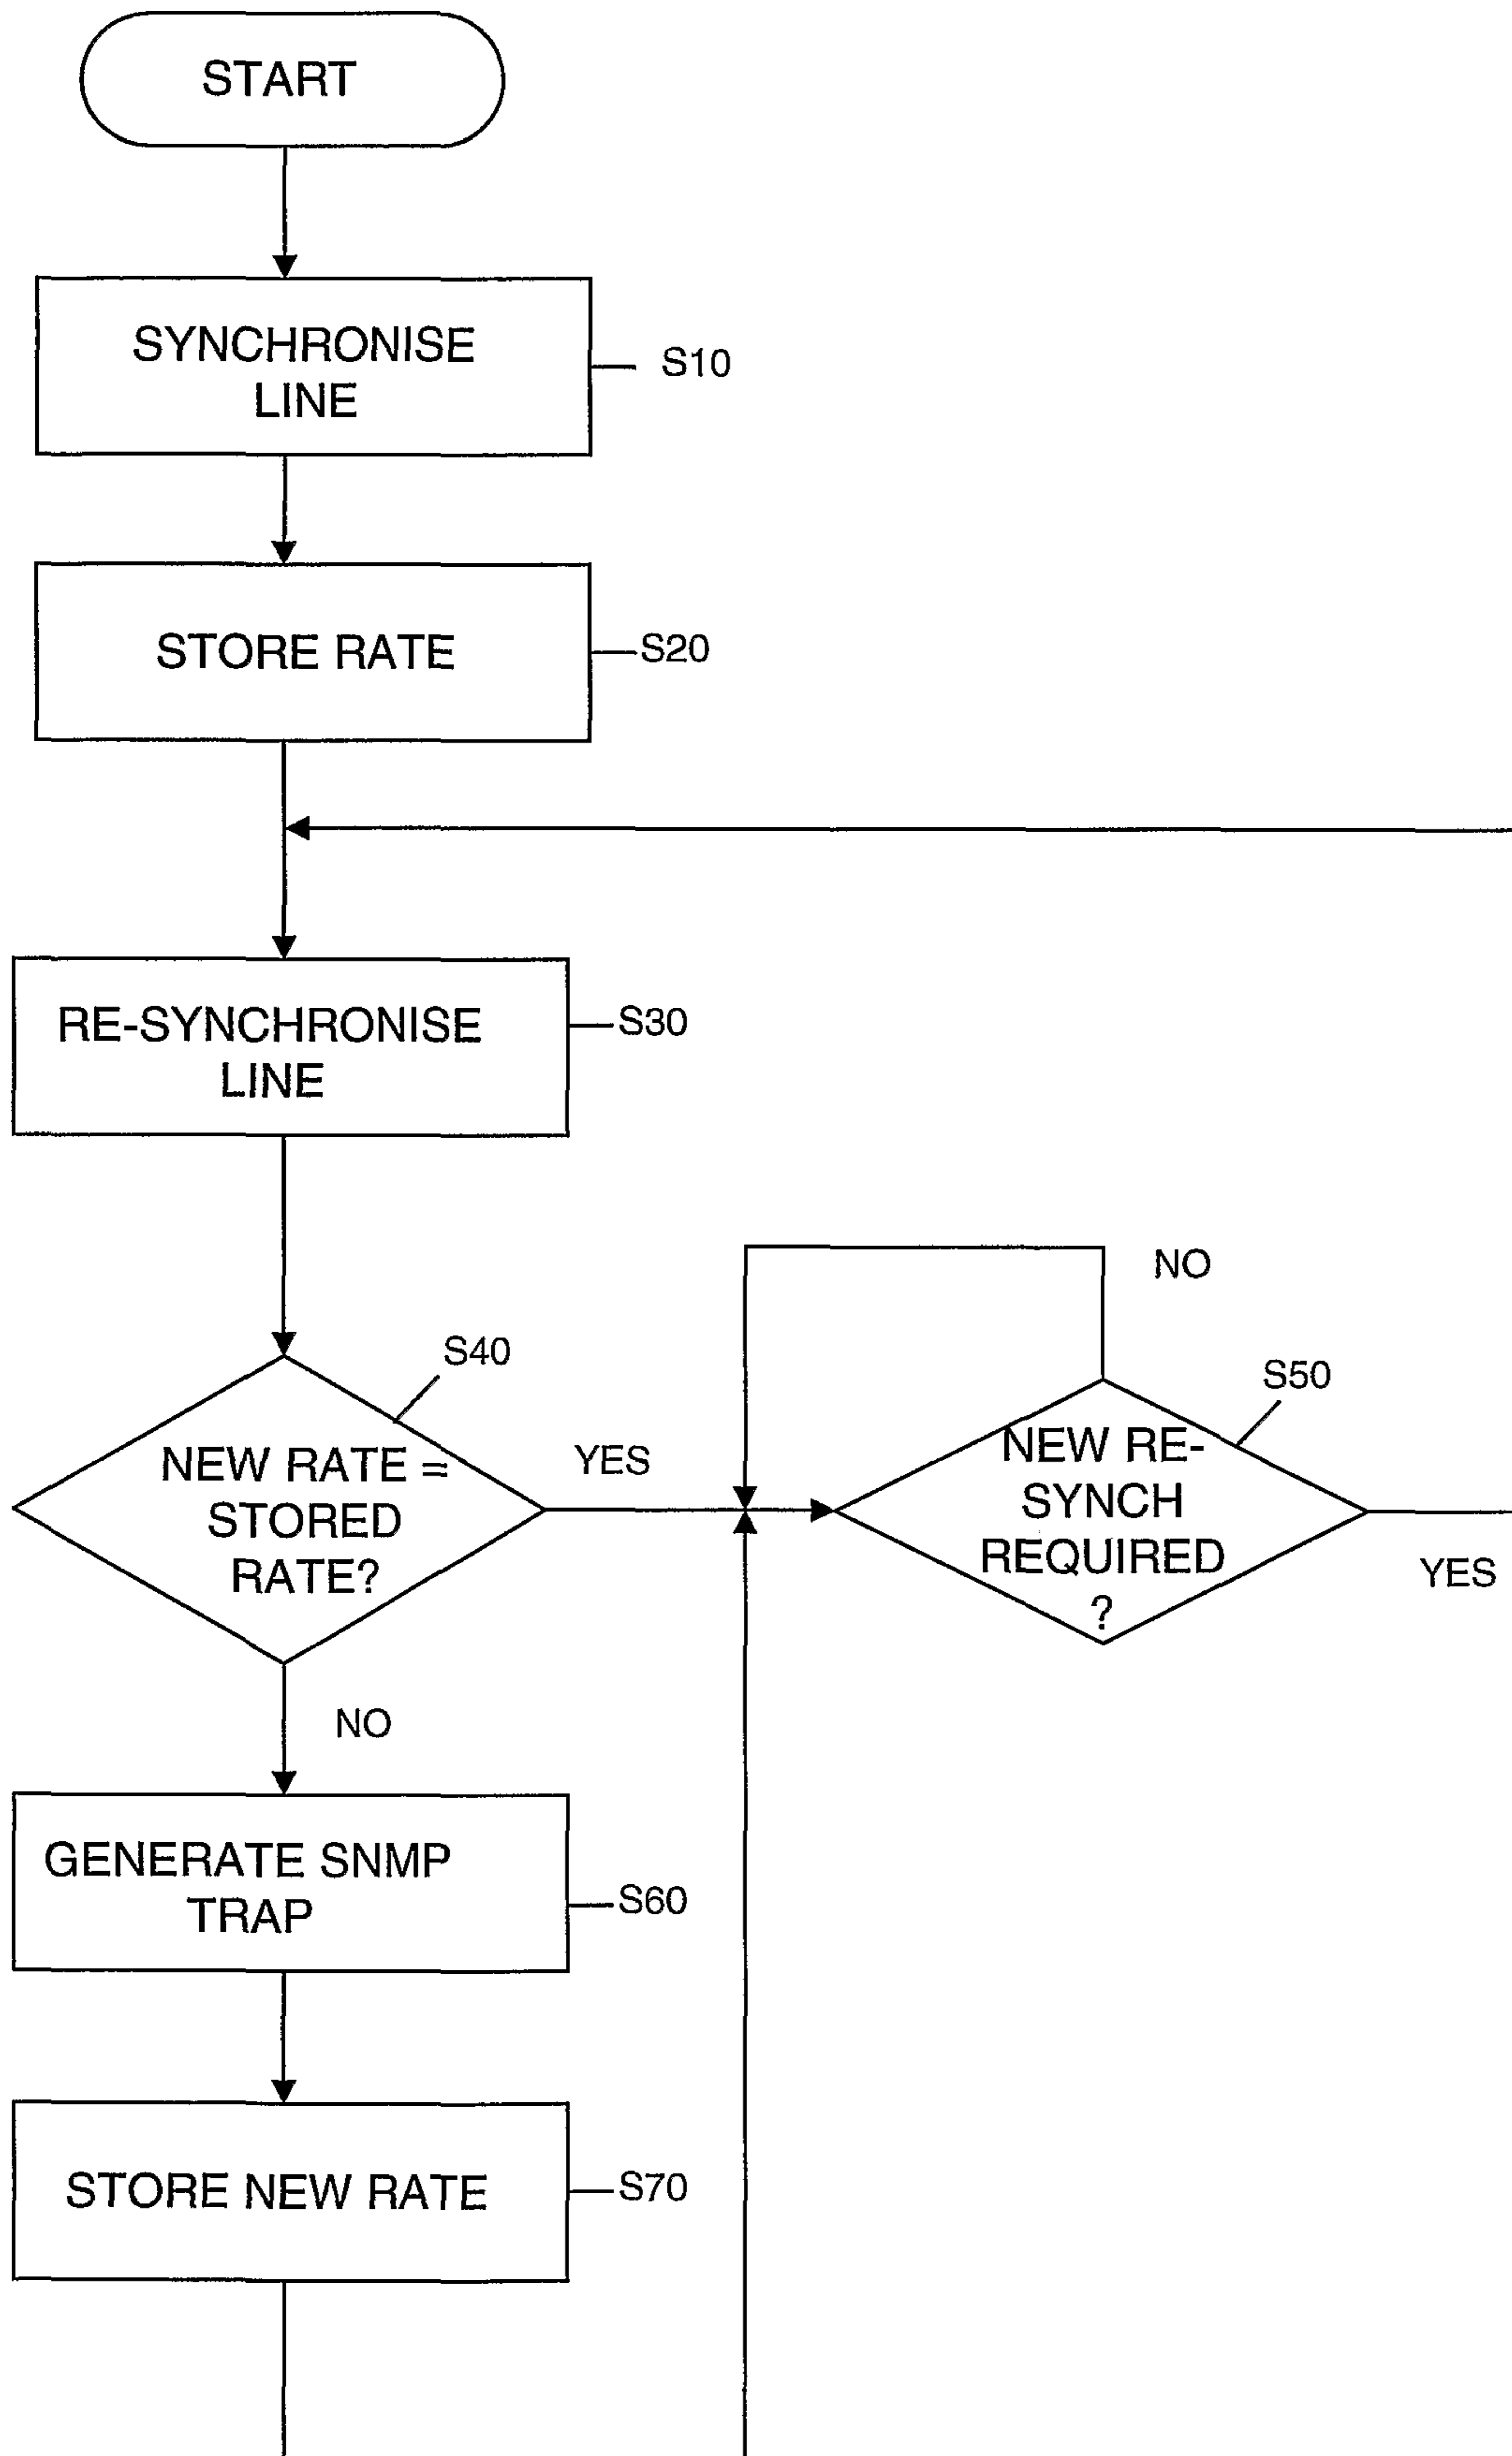 START
SYNCHRONISE
LINE
S10
STORE RATE
S20
RE-SYNCHRONISE
LINE
S30
NO
S40
S50
NEW RATE =
STORED
RATE?
YES
NEW RE-
SYNCH
REQUIRED
?
YES
NO
GENERATE SNMP
TRAP
S60
STORE NEW RATE
S70